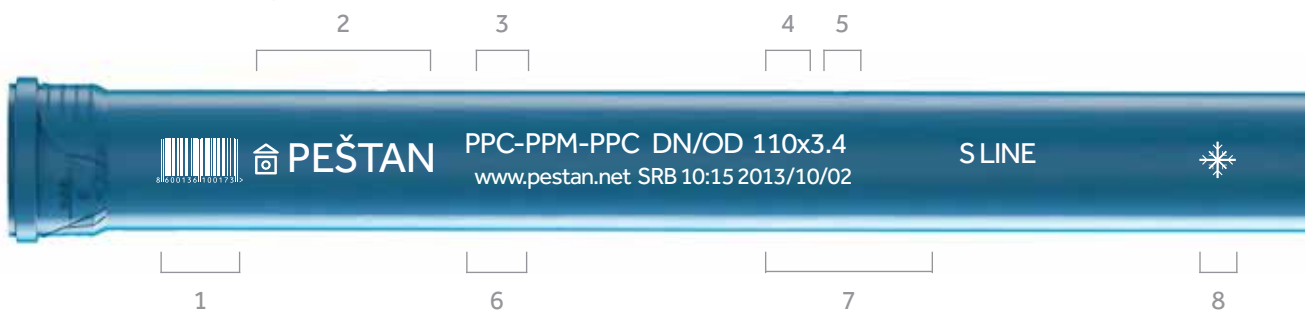 2 3 4 5
PEŠTAN PPC-PPM-PPC DN/OD 110x3.4 S LINE
8600136100173> www.pestan.net SRB 10:15 2013/10/02
1 6 7 8